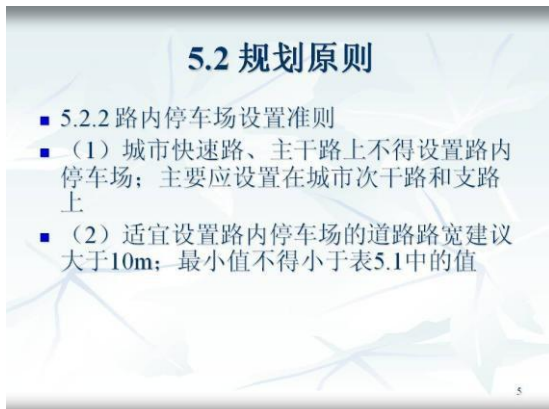 5.2 规划原则
5.2.2 路内停车场设置准则
（1）城市快速路、主干路上不得设置路内
停车场；主要应设置在城市次干路和支路
上
（2）适宜设置路内停车场的道路路宽建议
大于10m；最小值不得小于表5.1中的值
5